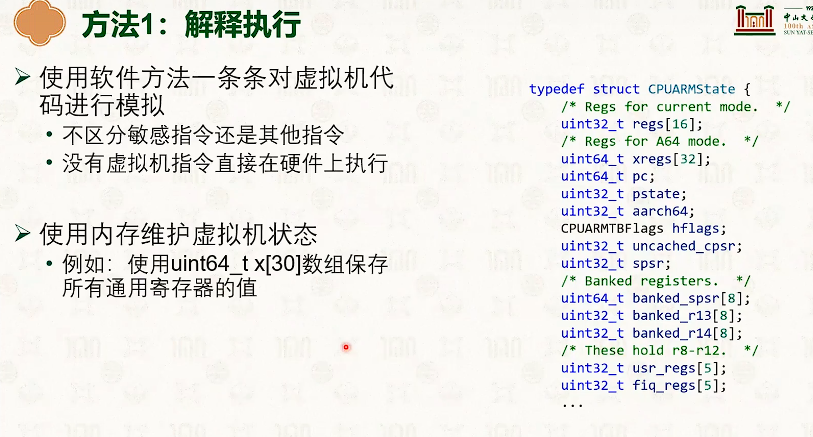 方法1：解释执行
➢ 使用软件方法一条条对虚拟机代
码进行模拟
• 不区分敏感指令还是其他指令
• 没有虚拟机指令直接在硬件上执行
➢ 使用内存维护虚拟机状态
• 例如：使用uint64_t x[30]数组保存
所有通用寄存器的值
typedef struct CPUARMState {
/* Regs for current mode.  */
uint32_t regs[16];
/* Regs for A64 mode.  */
uint64_t xregs[32];
uint64_t pc;
uint32_t pstate;
uint32_t aarch64;
CPUARMTBFlags hflags;
uint32_t uncached_cpsr;
uint32_t spsr;
/* Banked registers.  */
uint64_t banked_spsr[8];
uint32_t banked_r13[8];
uint32_t banked_r14[8];
/* These hold r8-r12.  */
uint32_t usr_regs[5];
uint32_t fiq_regs[5];
...
中山大
100th
SUN YAT-SE